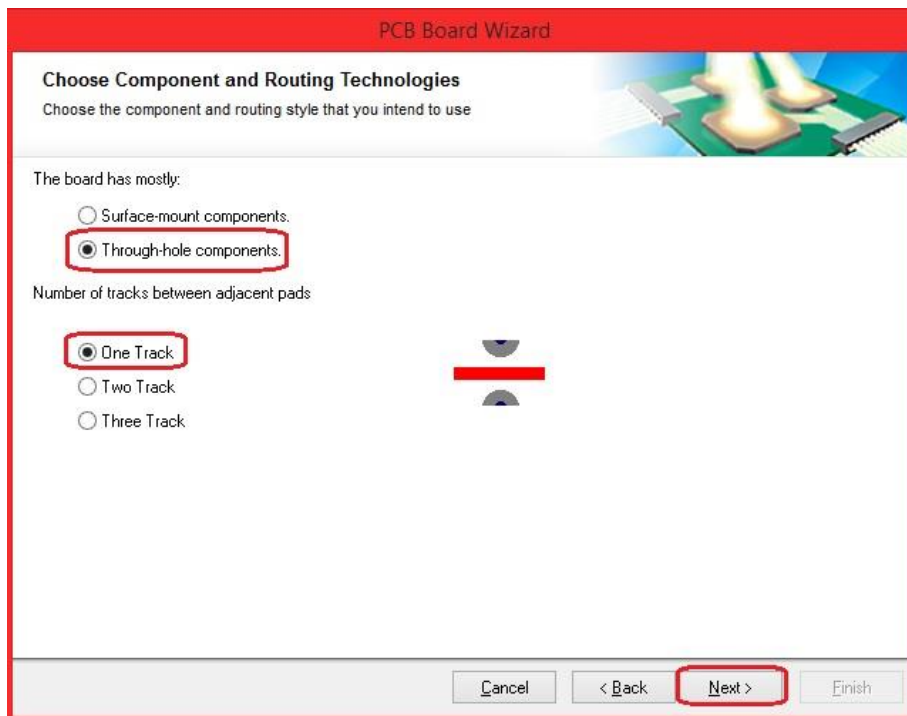 PCB Board Wizard
Choose Component and Routing Technologies
Choose the component and routing style that you intend to use
The board has mostly:
Surface-mount components.
Through-hole components.
Number of tracks between adjacent pads
One Track
Two Track
Three Track
Cancel
< Back
Next >
Finish